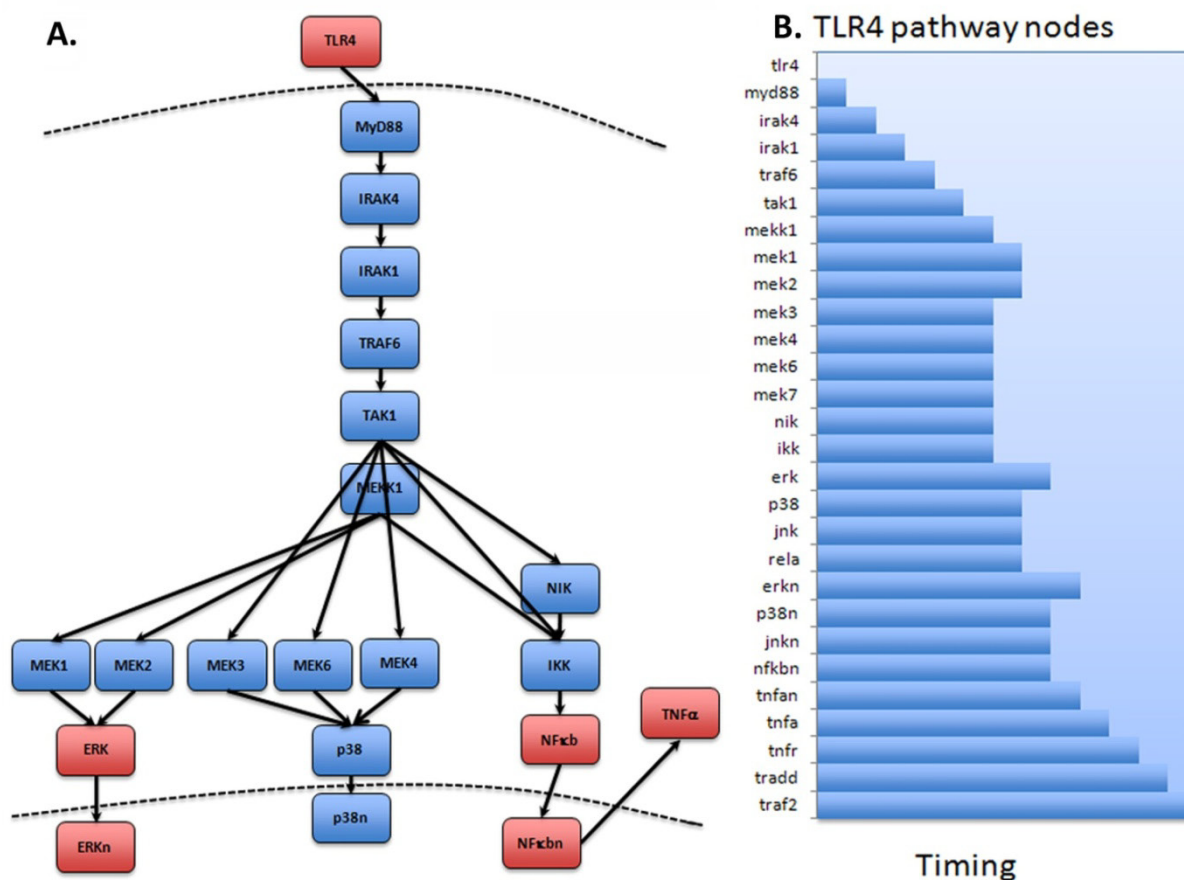 A.
TLR4
MyD88
IRAK4
IRAK1
TRAF6
TAK1
MEKK1
NIK
MEK1 MEK2 MEK3 MEK6 MEK4 IKK
TNFα
ERK p38 NFκb
p38n
ERKn NFκbn
B. TLR4 pathway nodes
tlr4
myd88
irak4
irak1
traf6
tak1
mekk1
mek1
mek2
mek3
mek4
mek6
mek7
nik
ikk
erk
p38
jnk
rela
erkn
p38n
jnkn
nfkbn
tnfan
tnfa
tnfr
tradd
traf2
Timing